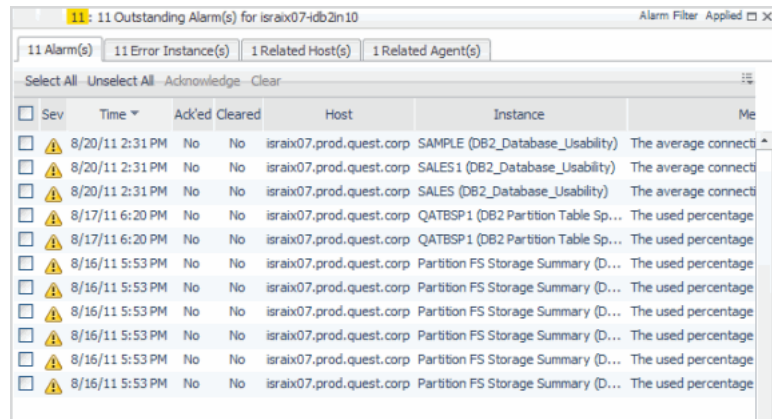 11 : 11 Outstanding Alarm(s) for israix07-idb2in10 Alarm Filter Applied
11 Alarm(s) 11 Error Instance(s) 1 Related Host(s) 1 Related Agent(s)
Select All Unselect All Acknowledge Clear
Sev Time Ack'ed Cleared Host Instance Me
8/20/11 2:31 PM No No israix07.prod.quest.corp SAMPLE (DB2_Database_Usability) The average connecti
8/20/11 2:31 PM No No israix07.prod.quest.corp SALES1 (DB2_Database_Usability) The average connecti
8/20/11 2:31 PM No No israix07.prod.quest.corp SALES (DB2_Database_Usability) The average connecti
8/17/11 6:20 PM No No israix07.prod.quest.corp QATBSP1 (DB2 Partition Table Sp... The used percentage
8/17/11 6:20 PM No No israix07.prod.quest.corp QATBSP1 (DB2 Partition Table Sp... The used percentage
8/16/11 5:53 PM No No israix07.prod.quest.corp Partition FS Storage Summary (D... The used percentage
8/16/11 5:53 PM No No israix07.prod.quest.corp Partition FS Storage Summary (D... The used percentage
8/16/11 5:53 PM No No israix07.prod.quest.corp Partition FS Storage Summary (D... The used percentage
8/16/11 5:53 PM No No israix07.prod.quest.corp Partition FS Storage Summary (D... The used percentage
8/16/11 5:53 PM No No israix07.prod.quest.corp Partition FS Storage Summary (D... The used percentage
8/16/11 5:53 PM No No israix07.prod.quest.corp Partition FS Storage Summary (D... The used percentage